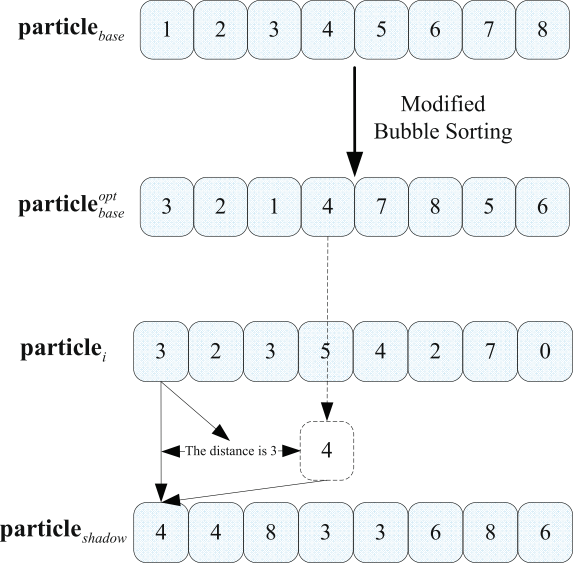 particle_base 1 2 3 4 5 6 7 8
Modified
Bubble Sorting
particle_base^opt 3 2 1 4 7 8 5 6
particle_i 3 2 3 5 4 2 7 0
The distance is 3 4
particle_shadow 4 4 8 3 3 6 8 6